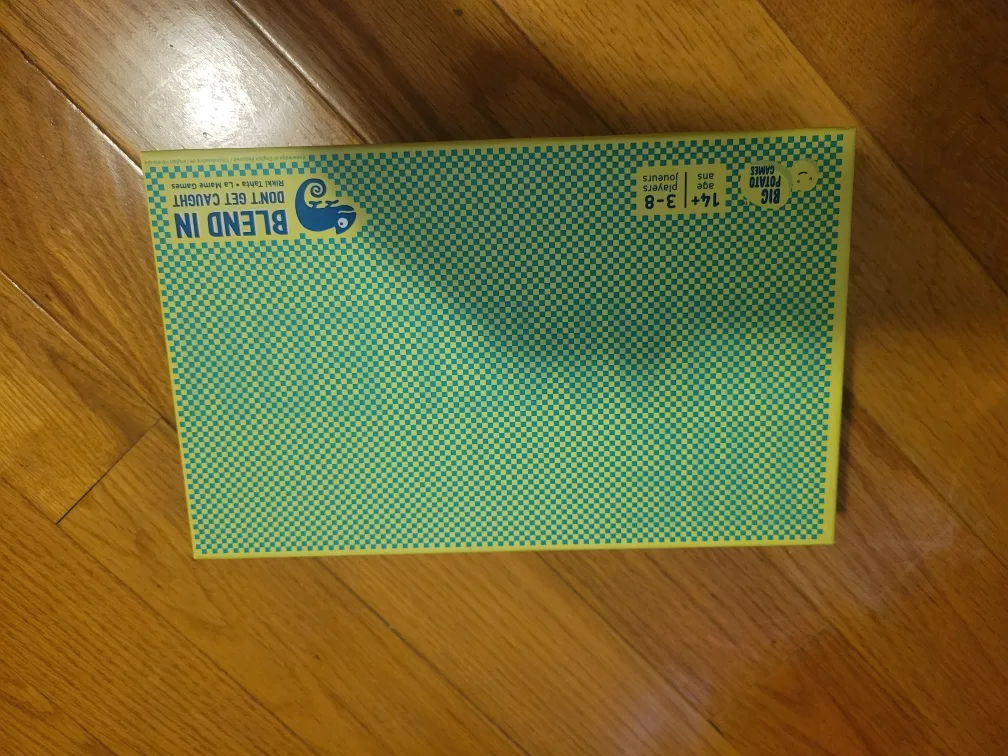 BIG
POTATO
GAMES
14+
age
ans
3-8
players
joueurs
BLEND IN
DON'T GET CAUGHT
Rikki Tahta • La Mame Games